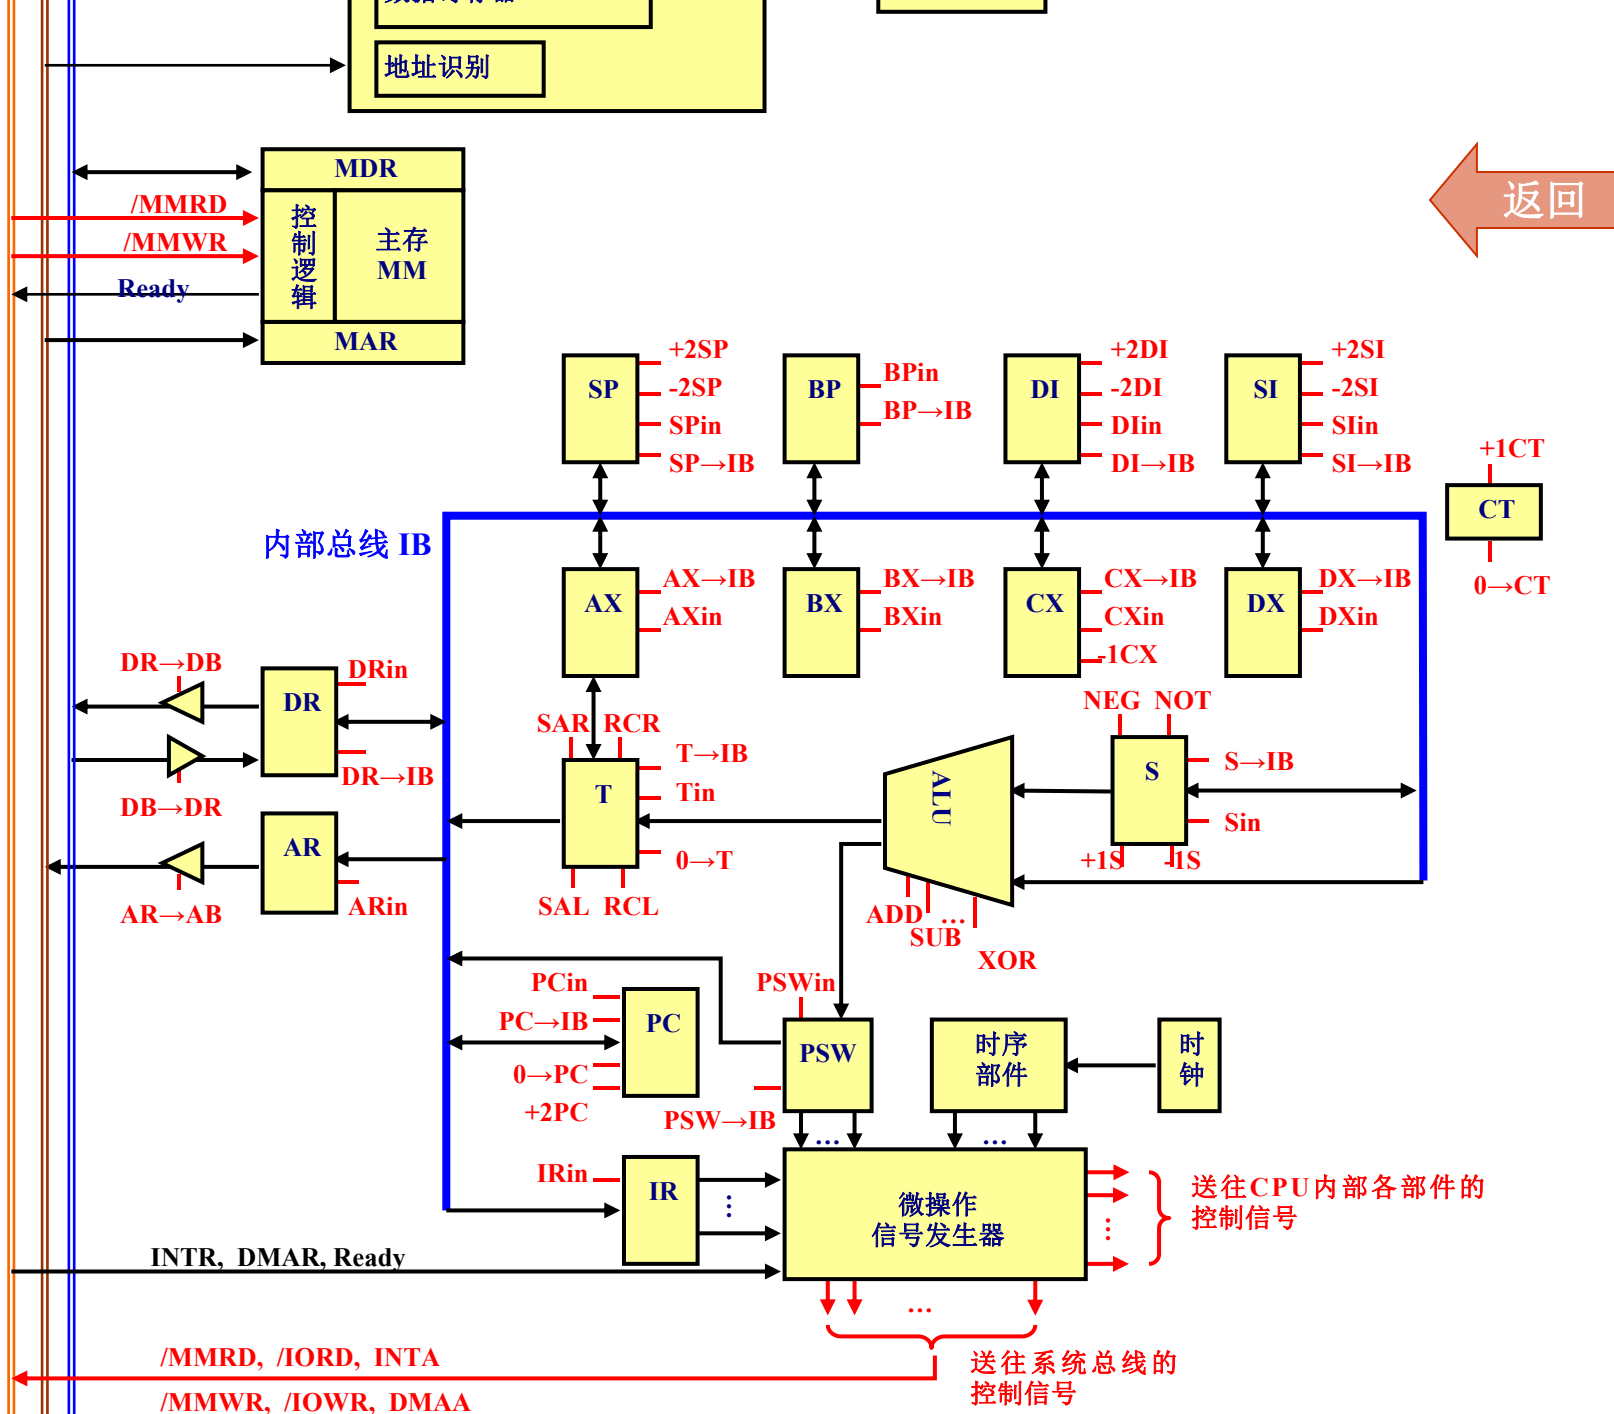 地址识别
MDR
/MMRD
/MMWR
Ready
控制逻辑
主存
MM
MAR
返回
SP
+2SP
-2SP
SPin
SP→IB
BP
BPin
BP→IB
DI
+2DI
-2DI
DIin
DI→IB
SI
+2SI
-2SI
SIin
SI→IB
+1CT
CT
0→CT
内部总线 IB
AX
AX→IB
AXin
BX
BX→IB
BXin
CX
CX→IB
CXin
-1CX
DX
DX→IB
DXin
DR→DB
DR
DRin
DR→IB
DB→DR
AR
AR→AB
ARin
SAR RCR
T
T→IB
Tin
0→T
SAL RCL
ALU
ADD
SUB
...
XOR
NEG NOT
S
S→IB
Sin
+1S
-1S
PCin
PC→IB
PC
0→PC
+2PC
PSWin
PSW
PSW→IB
时序
部件
时
钟
...
...
IRin
IR
...
微操作
信号发生器
...
送往CPU内部各部件的
控制信号
INTR, DMAR, Ready
...
送往系统总线的
控制信号
/MMRD, /IORD, INTA
/MMWR, /IOWR, DMAA